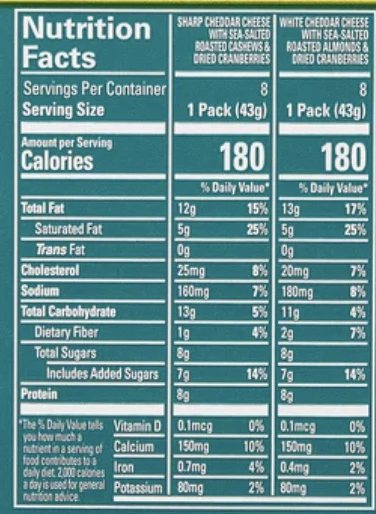 Nutrition Facts
SHARP CHEDDAR CHEESE WITH SEA-SALTED ROASTED CASHEWS & DRIED CRANBERRIES
WHITE CHEDDAR CHEESE WITH SEA-SALTED ROASTED ALMONDS & DRIED CRANBERRIES
Servings Per Container 8 8
Serving Size 1 Pack (43g) 1 Pack (43g)
Amount per Serving
Calories 180 180
% Daily Value* % Daily Value*
Total Fat 12g 15% 13g 17%
Saturated Fat 5g 25% 5g 25%
Trans Fat 0g 0g
Cholesterol 25mg 8% 20mg 7%
Sodium 160mg 7% 180mg 8%
Total Carbohydrate 13g 5% 11g 4%
Dietary Fiber 1g 4% 2g 7%
Total Sugars 8g 8g
Includes Added Sugars 7g 14% 7g 14%
Protein 8g 8g
Vitamin D 0.1mcg 0% 0.1mcg 0%
Calcium 150mg 10% 150mg 10%
Iron 0.7mg 4% 0.4mg 2%
Potassium 80mg 2% 80mg 2%
*The % Daily Value tells
you how much a
nutrient in a serving of
food contributes to a
daily diet. 2,000 calories
a day is used for general
nutrition advice.